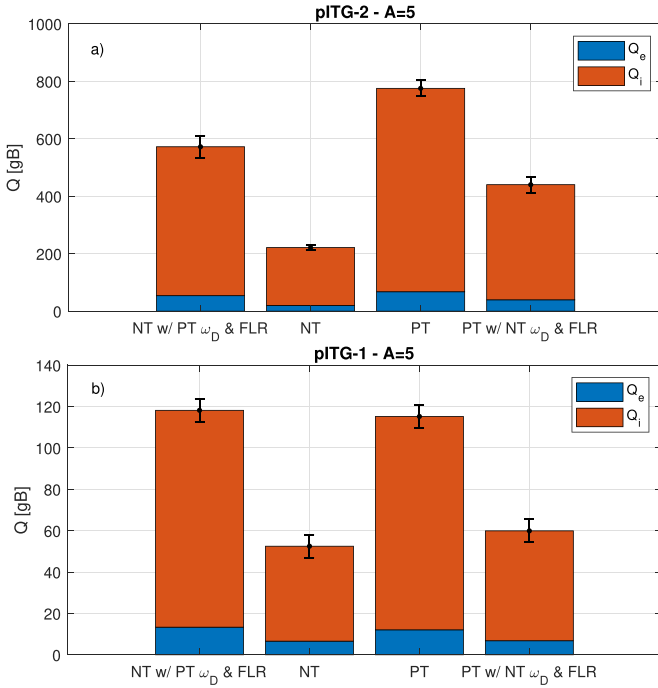 pITG-2 - A=5
a)
Q_e
Q_i
1000
800
600
400
200
0
Q [gB]
NT w/ PT ω_D & FLR NT PT PT w/ NT ω_D & FLR
pITG-1 - A=5
b)
Q_e
Q_i
140
120
100
80
60
40
20
0
Q [gB]
NT w/ PT ω_D & FLR NT PT PT w/ NT ω_D & FLR